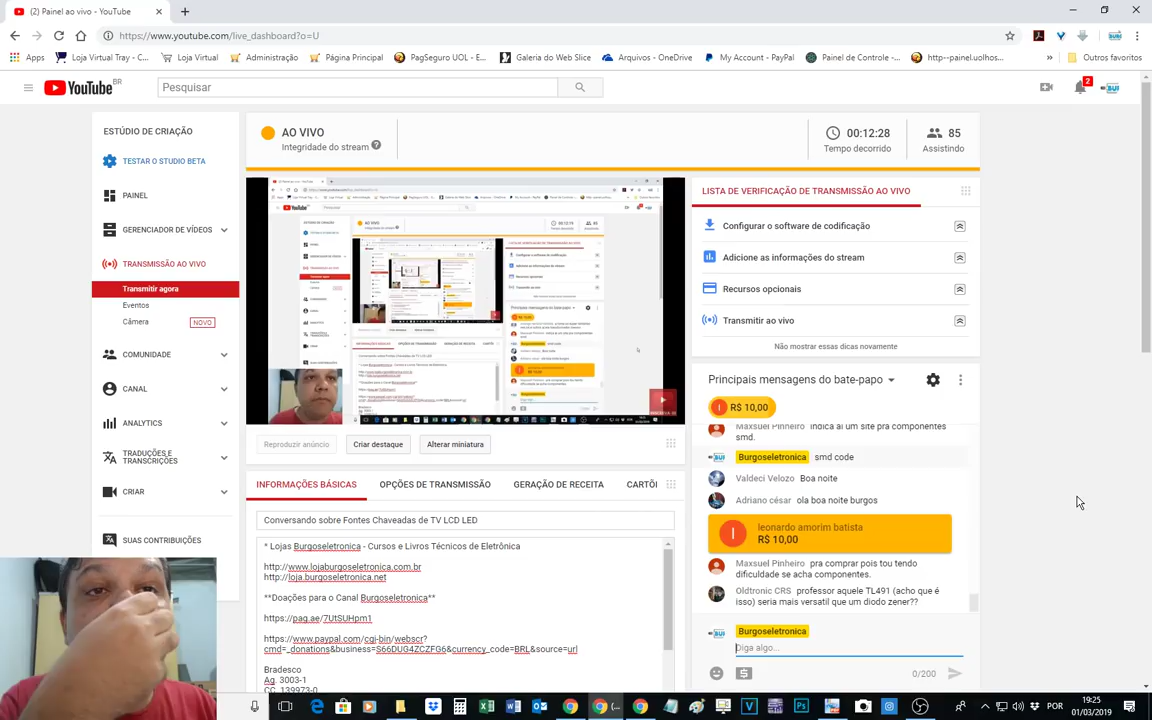 (2) Painel ao vivo - YouTube
https://www.youtube.com/live_dashboard?o=U
Apps
Loja Virtual Tray - C...
Loja Virtual
Administração
Página Principal
PagSeguro UOL - E...
Galeria do Web Slice
Arquivos - OneDrive
My Account - PayPal
Painel de Controle -...
http--painel.uolhos...
Outros favoritos
YouTube BR
Pesquisar
2
ESTÚDIO DE CRIAÇÃO
TESTAR O STUDIO BETA
PAINEL
GERENCIADOR DE VÍDEOS
TRANSMISSÃO AO VIVO
Transmitir agora
Eventos
Câmera NOVO
COMUNIDADE
CANAL
ANALYTICS
TRADUÇÕES E
TRANSCRIÇÕES
CRIAR
SUAS CONTRIBUIÇÕES
AO VIVO
Integridade do stream ?
00:12:28
Tempo decorrido
85
Assistindo
Reproduzir anúncio
Criar destaque
Alterar miniatura
INFORMAÇÕES BÁSICAS
OPÇÕES DE TRANSMISSÃO
GERAÇÃO DE RECEITA
CARTÕ
Conversando sobre Fontes Chaveadas de TV LCD LED
* Lojas Burgoseletronica - Cursos e Livros Técnicos de Eletrônica
http://www.lojaburgoseletronica.com.br
http://loja.burgoseletronica.net
**Doações para o Canal Burgoseletronica**
https://pag.ae/7UtSUHpm1
https://www.paypal.com/cgi-bin/webscr?
cmd=_donations&business=S66DUG4ZCZFG6&currency_code=BRL&source=url
Bradesco
Ag. 3003-1
CC. 139973-0
LISTA DE VERIFICAÇÃO DE TRANSMISSÃO AO VIVO
Configurar o software de codificação
Adicione as informações do stream
Recursos opcionais
Transmitir ao vivo
Não mostrar essas dicas novamente
Principais mensagens do bate-papo
I R$ 10,00
Maxsuel Pinheiro indica ai um site pra componentes
smd.
Burgoseletronica smd code
Valdeci Velozo Boa noite
Adriano césar ola boa noite burgos
I leonardo amorim batista
R$ 10,00
Maxsuel Pinheiro pra comprar pois tou tendo
dificuldade se acha componentes.
Oldtronic CRS professor aquele TL491 (acho que é
isso) seria mais versatil que um diodo zener??
Burgoseletronica
Diga algo...
0/200
POR
19:25
01/03/2019